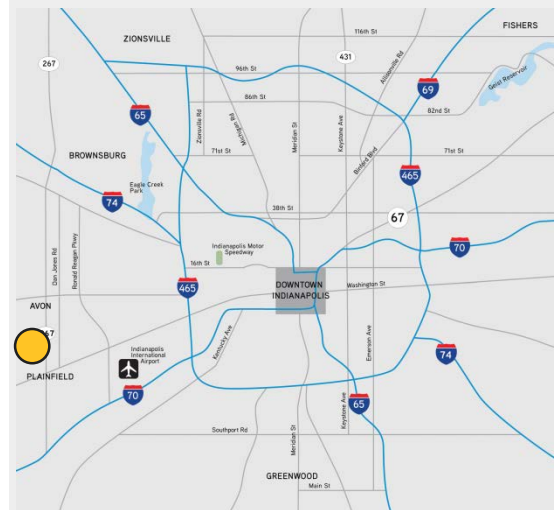 FISHERS
ZIONSVILLE
116th St
267
431
Allisonville Rd
96th St
Geist Reservoir
69
86th St
82nd St
65
Zionsville Rd
Michigan Rd
Meridian St
Keystone Ave
Binford Blvd
BROWNSBURG
71st St
71st St
465
Eagle Creek
Park
74
38th St
67
Dan Jones Rd
Ronald Reagan Pkwy
Indianapolis Motor
Speedway
70
16th St
465
DOWNTOWN
INDIANAPOLIS
Washington St
AVON
67
Kentucky Ave
Emerson Ave
Indianapolis
International
Airport
74
PLAINFIELD
70
65
Keystone Ave
Southport Rd
Meridian St
GREENWOOD
Main St